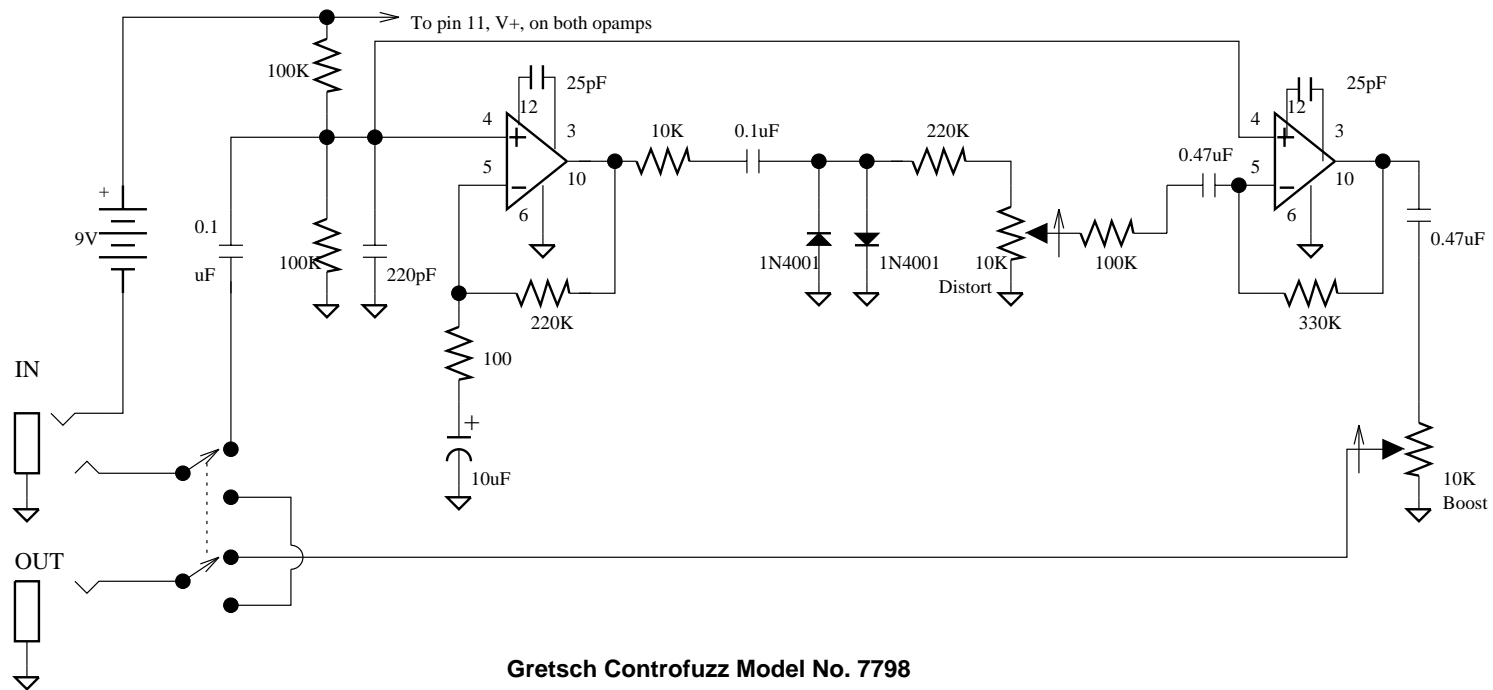 To pin 11, V+, on both opamps
100K
25pF
25pF
12
12
4
3
4
3
10K
0.1uF
220K
0.47uF
5
10
5
10
+
9V
0.1
uF
6
6
0.47uF
100K
220pF
1N4001
1N4001
10K
Distort
100K
220K
330K
100
IN
+
10uF
10K
Boost
OUT
Gretsch Controfuzz Model No. 7798